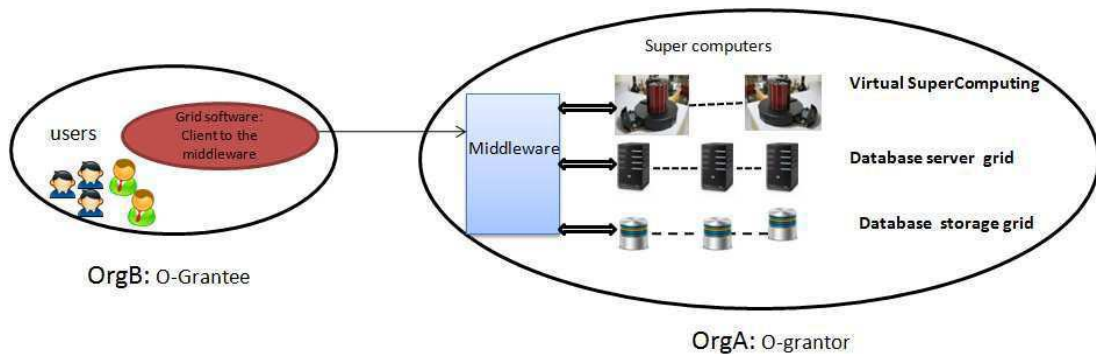 users
Grid software:
Client to the
middleware
OrgB: O-Grantee
Super computers
Middleware
Virtual SuperComputing
Database server grid
Database storage grid
OrgA: O-grantor